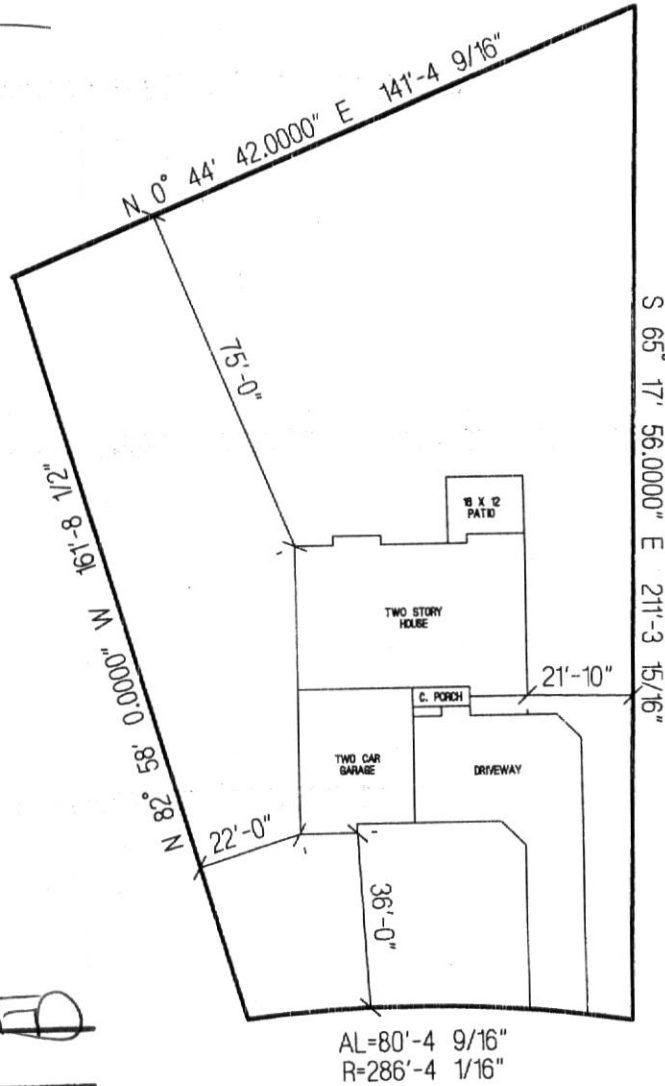 N 0° 44' 42.0000" E 141'-4 9/16"
75'-0"
S 65° 17' 56.0000" E 211'-3 15/16"
N 82° 58' 0.0000" W 161'-8 1/2"
16 X 12
PATIO
TWO STORY
HOUSE
21'-10"
C. PORCH
TWO CAR
GARAGE
DRIVEWAY
22'-0"
36'-0"
AL=80'-4 9/16"
R=286'-4 1/16"